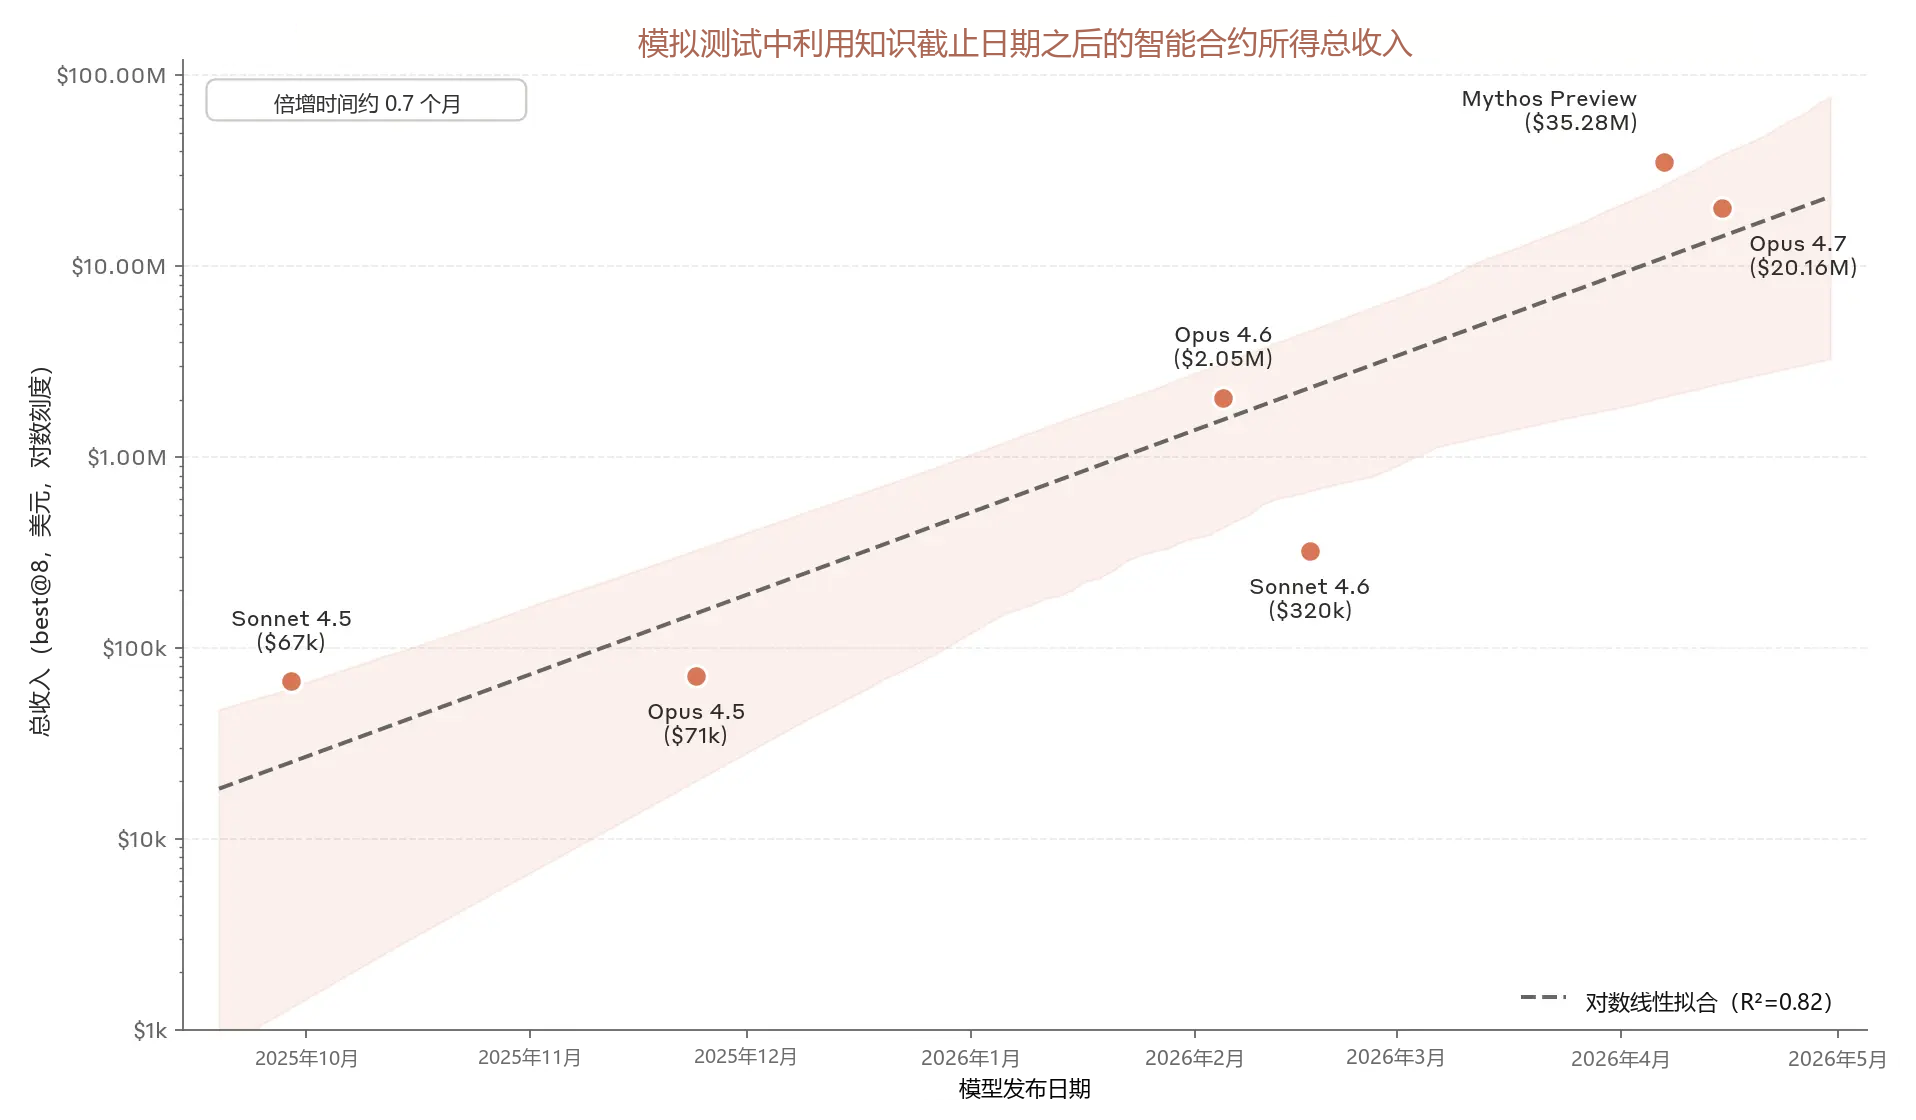 模拟测试中利用知识截止日期之后的智能合约所得总收入
倍增时间约 0.7 个月
总收入（best@8，美元，对数刻度）
$100.00M
$10.00M
$1.00M
$100k
$10k
$1k
Sonnet 4.5
($67k)
Opus 4.5
($71k)
Opus 4.6
($2.05M)
Sonnet 4.6
($320k)
Mythos Preview
($35.28M)
Opus 4.7
($20.16M)
对数线性拟合（R²=0.82）
2025年10月
2025年11月
2025年12月
2026年1月
2026年2月
2026年3月
2026年4月
2026年5月
模型发布日期